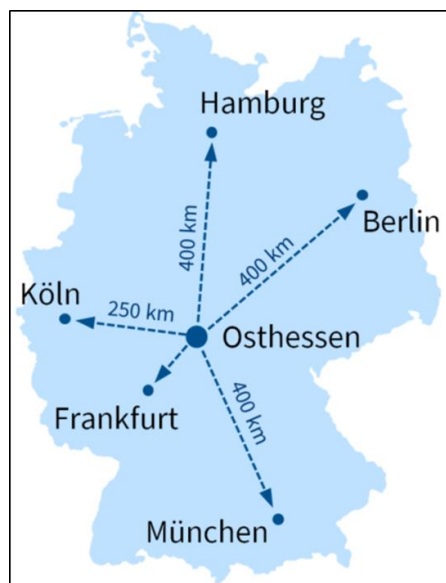 Hamburg
400 km
Berlin
400 km
Köln
250 km
Osthessen
400 km
Frankfurt
München